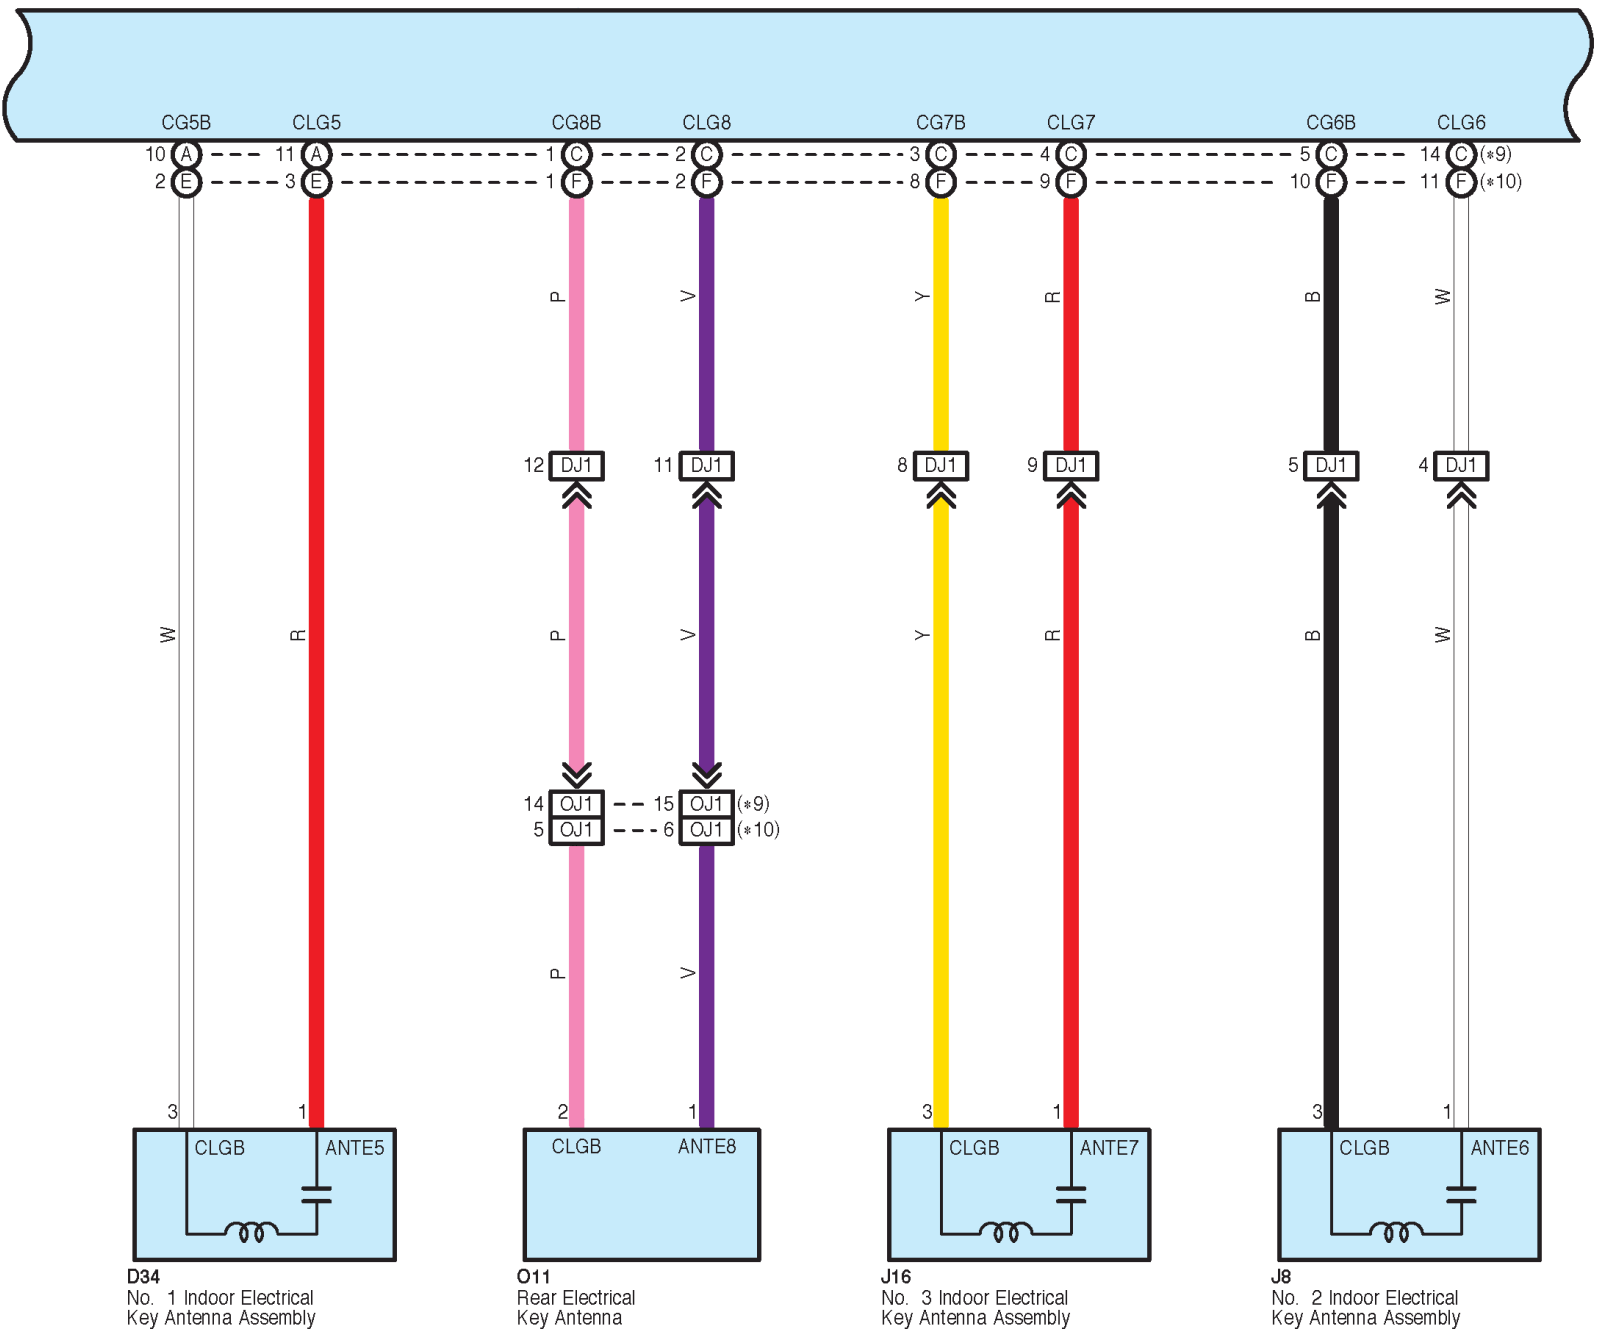 CG5B CLG5 CG8B CLG8 CG7B CLG7 CG6B CLG6
10 A 11 A 1 C 2 C 3 C 4 C 5 C 14 C (*9)
2 E 3 E 1 F 2 F 8 F 9 F 10 F 11 F (*10)
P V Y R B W
12 DJ1 11 DJ1 8 DJ1 9 DJ1 5 DJ1 4 DJ1
W R P V Y R B W
14 OJ1 15 OJ1 (*9)
5 OJ1 6 OJ1 (*10)
P V
3 1 2 1 3 1 3 1
CLGB ANTE5 CLGB ANTE8 CLGB ANTE7 CLGB ANTE6
D34
No. 1 Indoor Electrical
Key Antenna Assembly
O11
Rear Electrical
Key Antenna
J16
No. 3 Indoor Electrical
Key Antenna Assembly
J8
No. 2 Indoor Electrical
Key Antenna Assembly